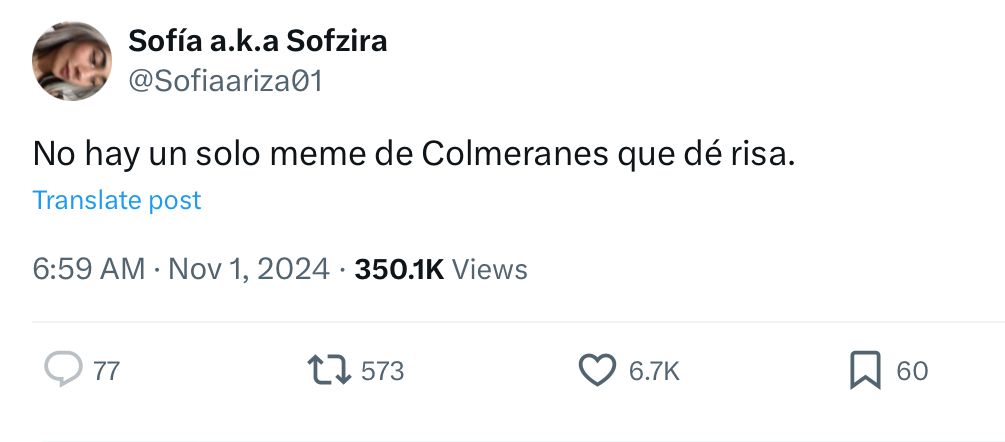 Sofía a.k.a Sofzira
@Sofiaariza01
No hay un solo meme de Colmeranes que dé risa.
Translate post
6:59 AM · Nov 1, 2024 · 350.1K Views
77 573 6.7K 60